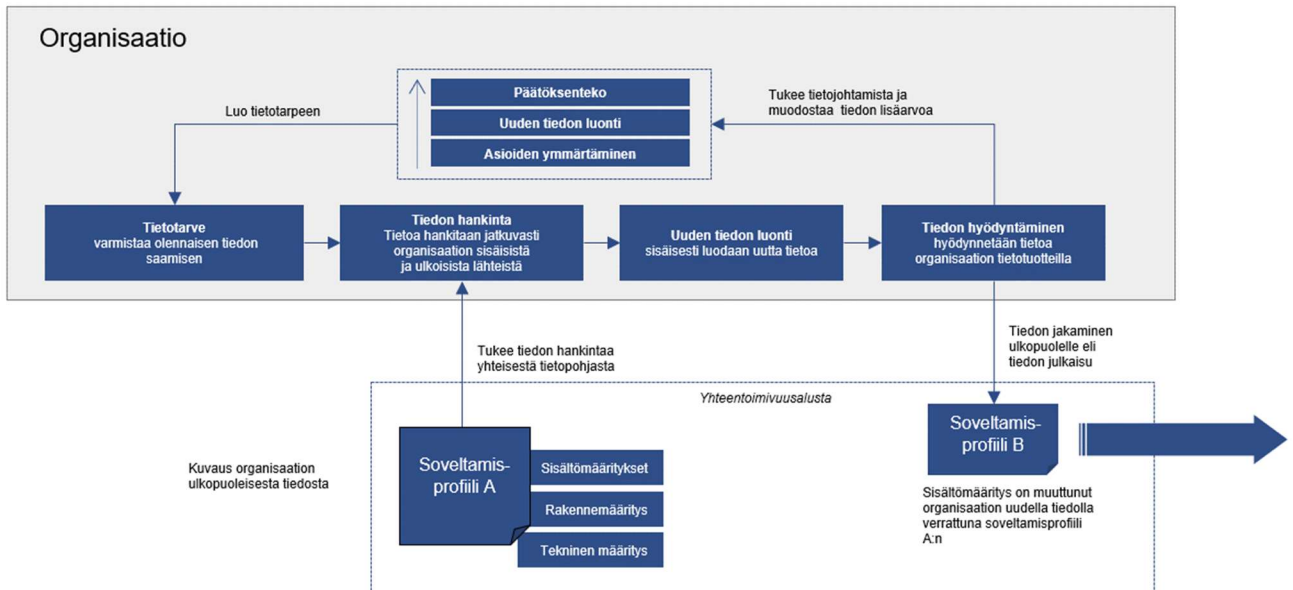 Organisaatio
Päätöksenteko
Uuden tiedon luonti
Asioiden ymmärtäminen
Luo tietotarpeen
Tukee tietojohtamista ja
muodostaa tiedon lisäarvoa
Tietotarve
varmistaa olennaisen tiedon
saamisen
Tiedon hankinta
Tietoa hankitaan jatkuvasti
organisaation sisäisistä
ja ulkoisista lähteistä
Uuden tiedon luonti
sisäisesti luodaan uutta tietoa
Tiedon hyödyntäminen
hyödynnetään tietoa
organisaation tietotuotteilla
Tukee tiedon hankintaa
yhteisestä tietopohjasta
Tiedon jakaminen
ulkopuolelle eli
tiedon julkaisu
Yhteentoimivuusalusta
Kuvaus organisaation
ulkopuoleisesta tiedosta
Soveltamis-
profiili A
Sisältömääritykset
Rakennemääritys
Tekninen määritys
Soveltamis-
profiili B
Sisältömääritys on muuttunut
organisaation uudella tiedolla
verrattuna soveltamisprofiili
A:n